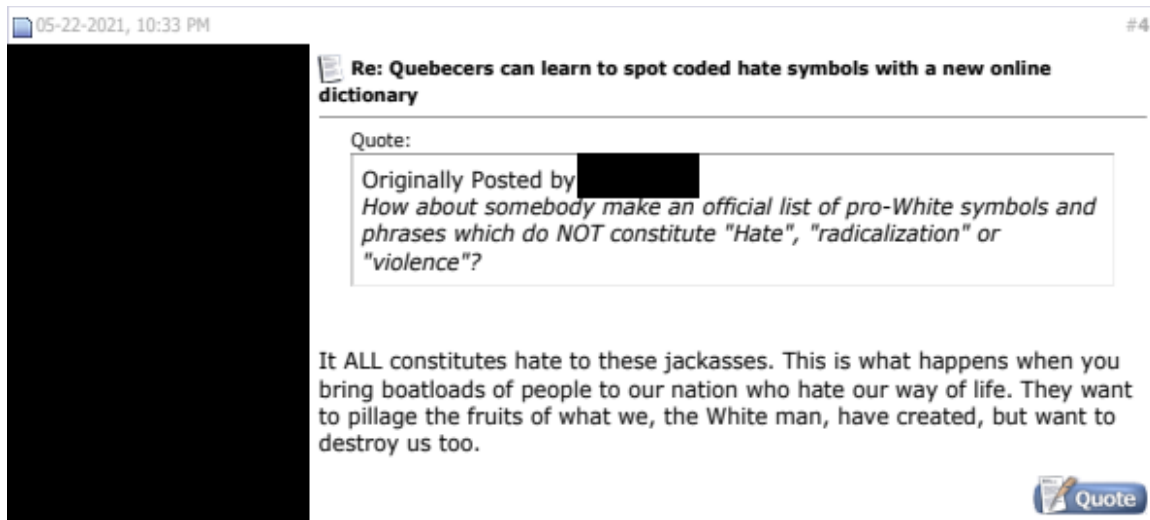 05-22-2021, 10:33 PM
#4
Re: Quebecers can learn to spot coded hate symbols with a new online
dictionary
Quote:
Originally Posted by
How about somebody make an official list of pro-White symbols and
phrases which do NOT constitute "Hate", "radicalization" or
"violence"?
It ALL constitutes hate to these jackasses. This is what happens when you
bring boatloads of people to our nation who hate our way of life. They want
to pillage the fruits of what we, the White man, have created, but want to
destroy us too.
Quote